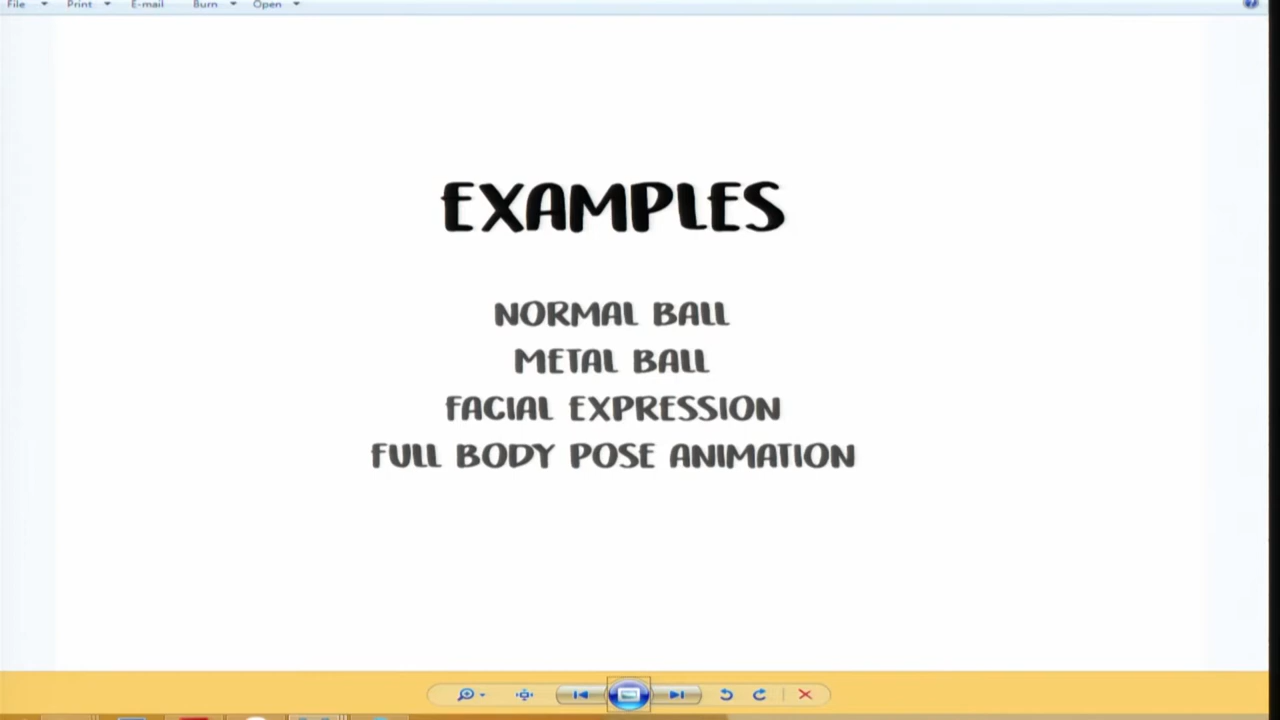 File Print E-mail Burn Open
EXAMPLES
NORMAL BALL
METAL BALL
FACIAL EXPRESSION
FULL BODY POSE ANIMATION